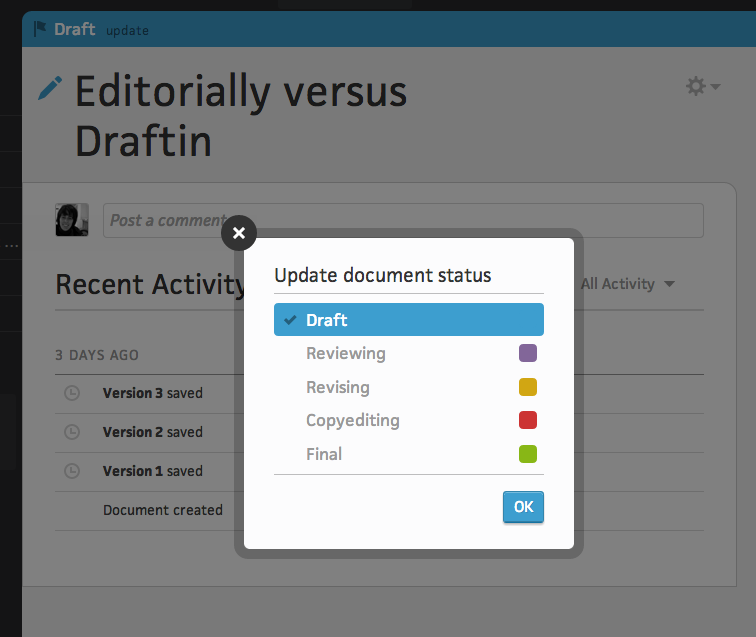 Draft update
Editorially versus
Draftin
Post a comment
Recent Activity
All Activity
3 DAYS AGO
Version 3 saved
Version 2 saved
Version 1 saved
Document created
Update document status
Draft
Reviewing
Revising
Copyediting
Final
OK